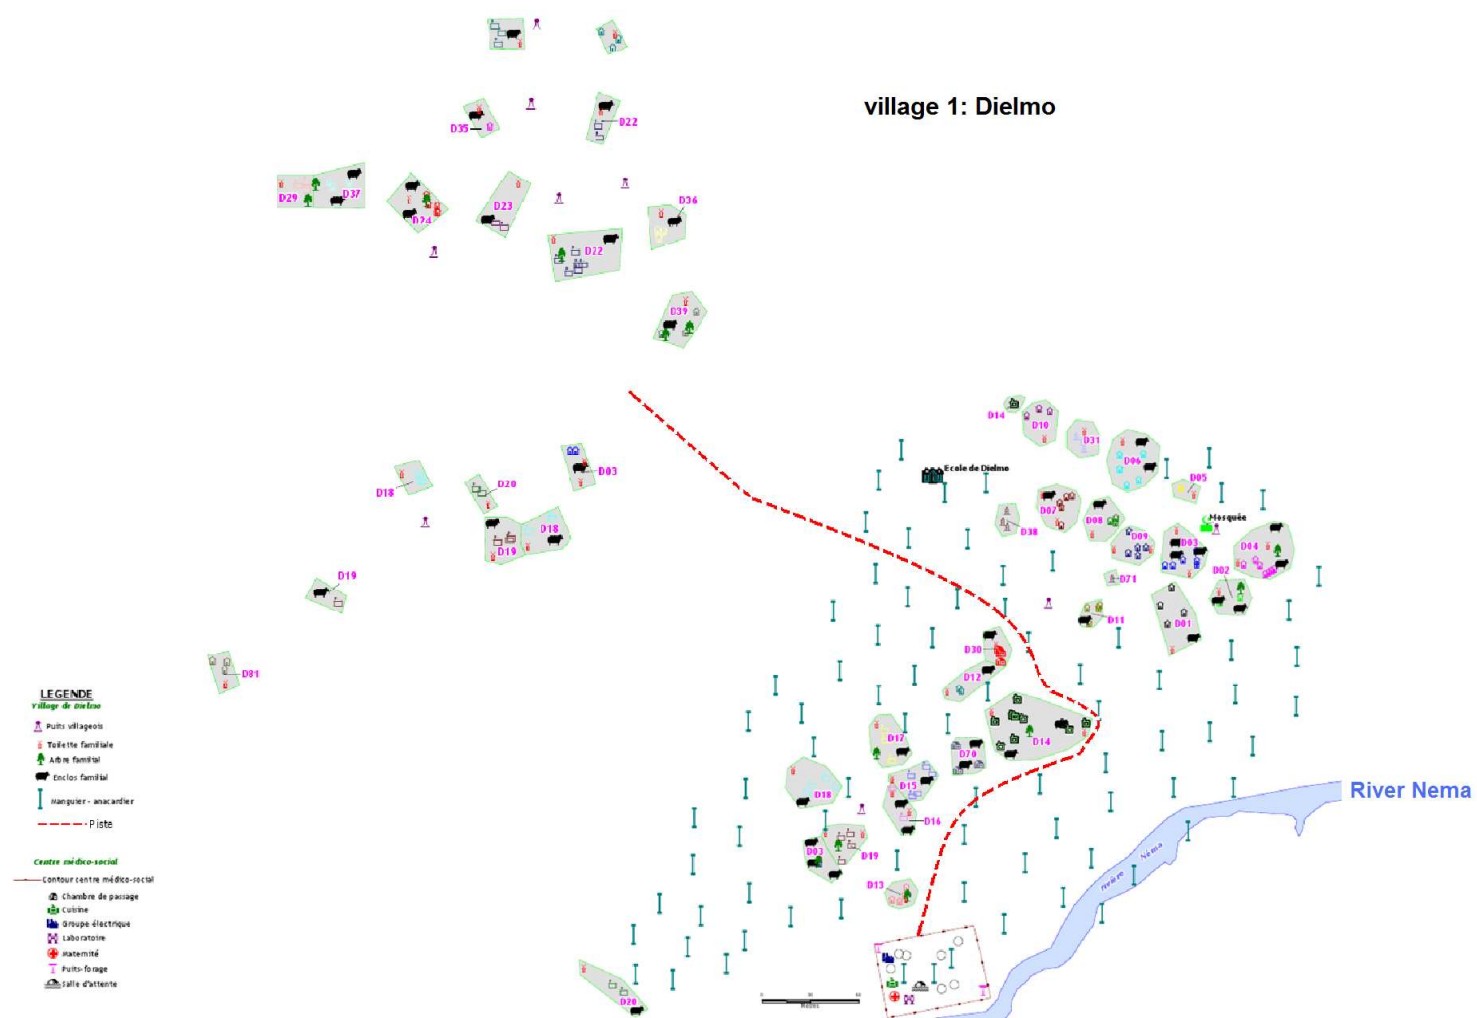 village 1: Dielmo
D35
D22
D29
D37
D24
D23
D22
D36
D39
D14
D10
D31
D06
D05
Ecole de Dielmo
D03
D18
D20
D19
D18
D38
D07
D08
D09
D03
Mosquée
D04
D02
D71
D11
D01
D19
D81
D30
D12
D14
D17
D70
D15
D18
D16
D19
D03
D13
D20
River Nema
rivière Néma
LEGENDE
Village de Dielmo
Puits villageois
Toilette familiale
Arbre familial
Enclos familial
Manguier - anacardier
Piste
Centre médico-social
Contour centre médico-social
Chambre de passage
Cuisine
Groupe électrique
Laboratoire
Maternité
Puits-forage
Salle d'attente